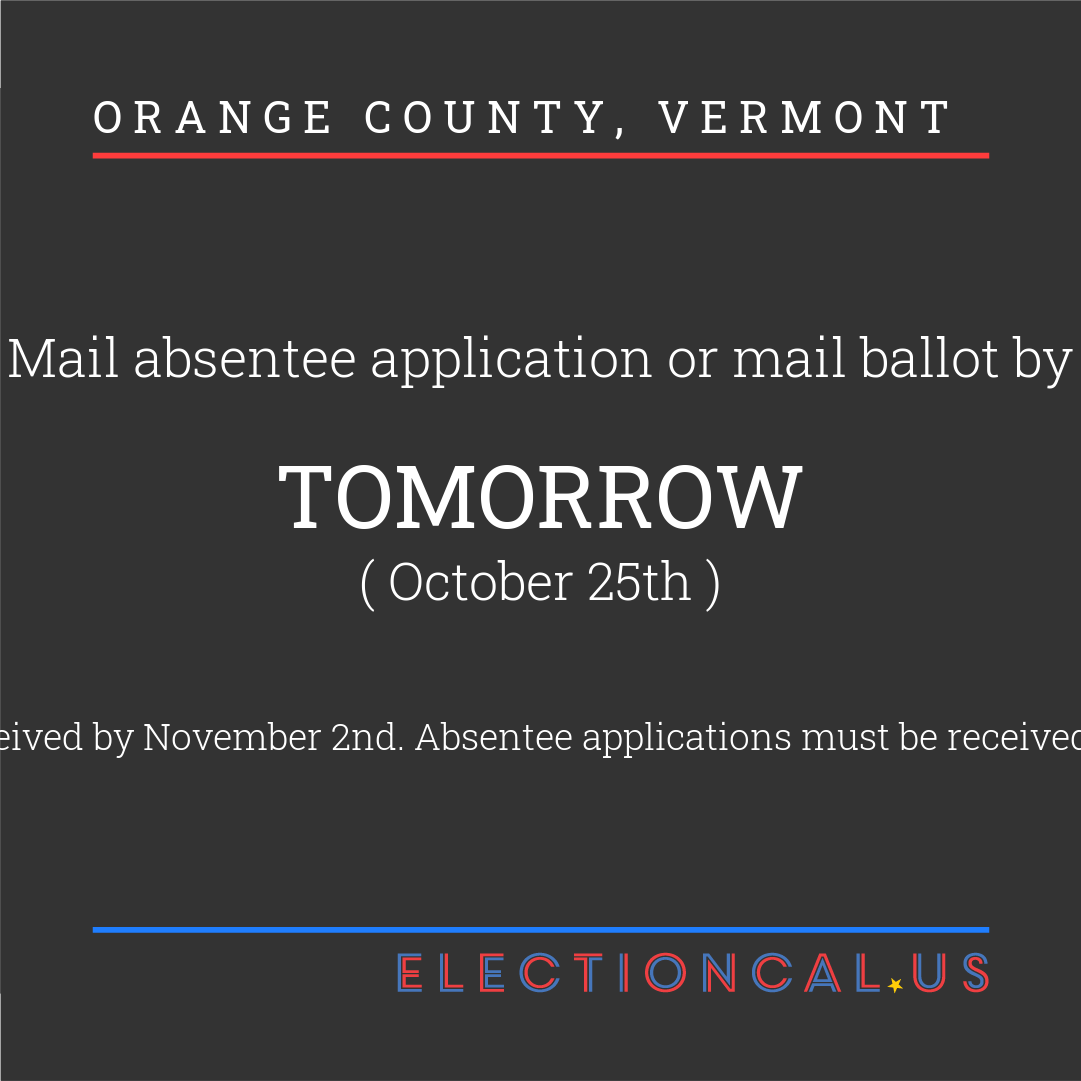 ORANGE COUNTY, VERMONT
Mail absentee application or mail ballot by
TOMORROW
( October 25th )
by November 2nd. Absentee applications must be received
ELECTIONCAL.US